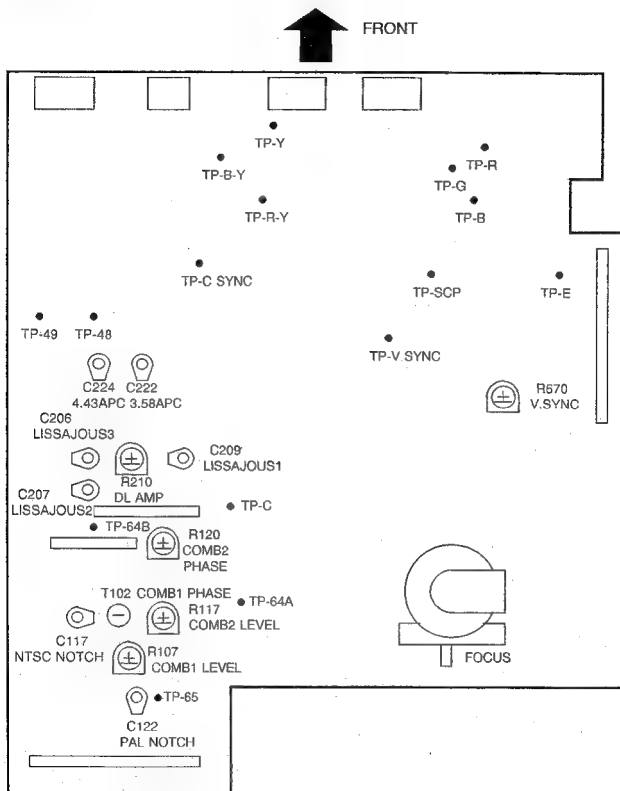 FRONT
TP-Y
TP-R
TP-B-Y
TP-G
TP-R-Y
TP-B
TP-C SYNC
TP-SCP
TP-E
TP-49
TP-48
TP-V.SYNC
C224
4.43APC
C222
3.58APC
R670
V.SYNC
C206
LISSAJOUS3
C209
LISSAJOUS1
R210
DL AMP
C207
LISSAJOUS2
TP-C
TP-64B
R120
COMB2
PHASE
T102 COMB1 PHASE
TP-64A
R117
COMB2 LEVEL
C117
NTSC NOTCH
R107
COMB1 LEVEL
FOCUS
TP-65
C122
PAL NOTCH